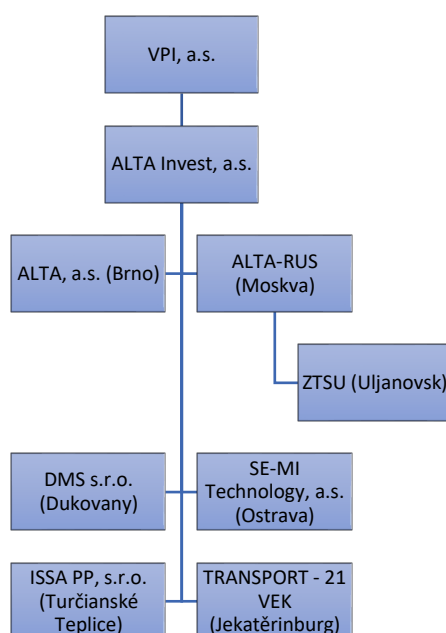 VPI, a.s.
ALTA Invest, a.s.
ALTA, a.s. (Brno)
ALTA-RUS
(Moskva)
ZTSU (Uljanovsk)
DMS s.r.o.
(Dukovany)
SE-MI
Technology, a.s.
(Ostrava)
ISSA PP, s.r.o.
(Turčianské
Teplice)
TRANSPORT - 21
VEK
(Jekatěrinburg)